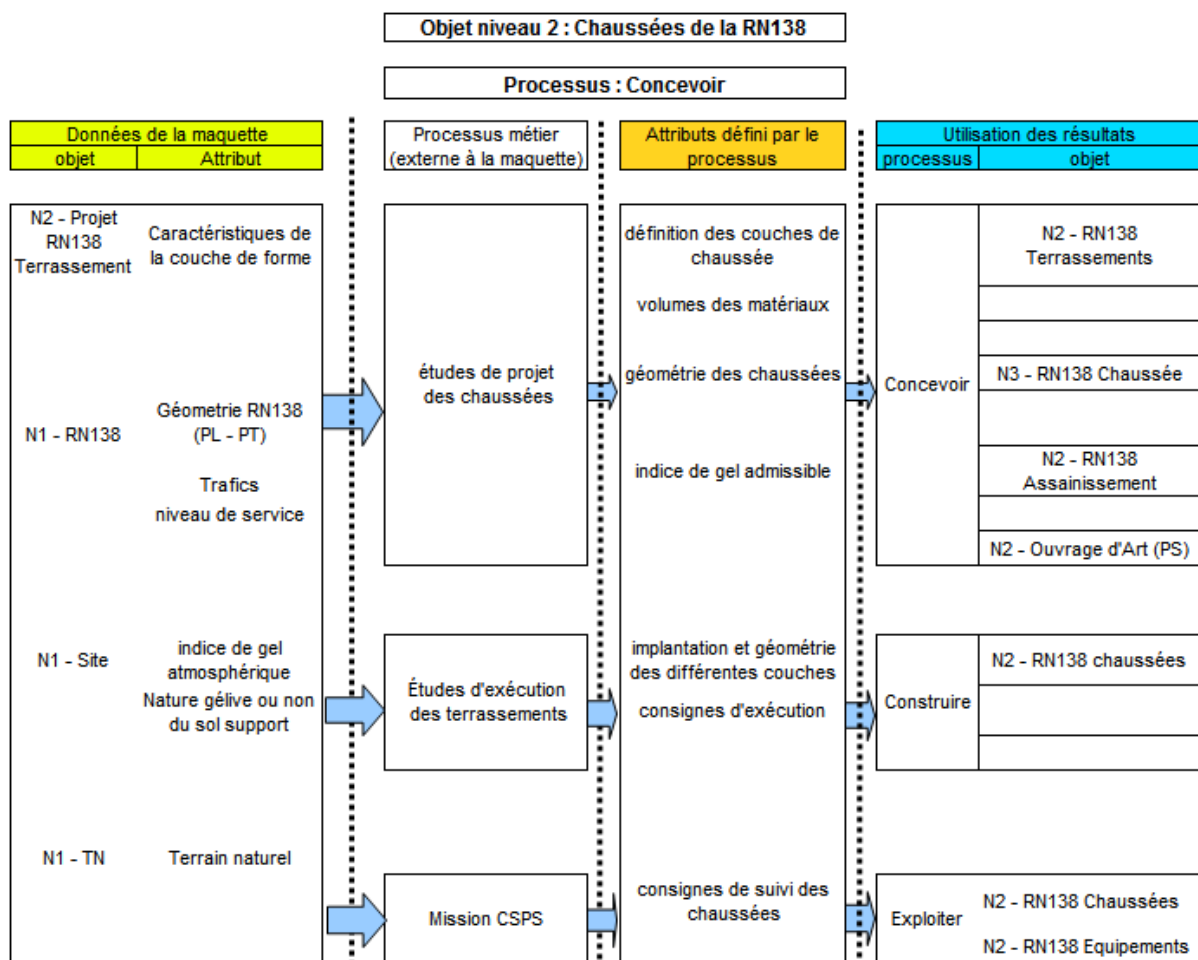 Objet niveau 2 : Chaussées de la RN138
Processus : Concevoir
Données de la maquette
objet
Attribut
Processus métier
(externe à la maquette)
Attributs défini par le
processus
Utilisation des résultats
processus
objet
N2 - Projet
RN138
Terrassement
Caractéristiques de
la couche de forme
N1 - RN138
Géometrie RN138
(PL - PT)
Trafics
niveau de service
N1 - Site
indice de gel
atmosphérique
Nature gélive ou non
du sol support
N1 - TN
Terrain naturel
études de projet
des chaussées
Études d'exécution
des terrassements
Mission CSPS
définition des couches de
chaussée
volumes des matériaux
géométrie des chaussées
indice de gel admissible
implantation et géométrie
des différentes couches
consignes d'exécution
consignes de suivi des
chaussées
Concevoir
N2 - RN138
Terrassements
N3 - RN138 Chaussée
N2 - RN138
Assainissement
N2 - Ouvrage d'Art (PS)
Construire
N2 - RN138 chaussées
Exploiter
N2 - RN138 Chaussées
N2 - RN138 Equipements